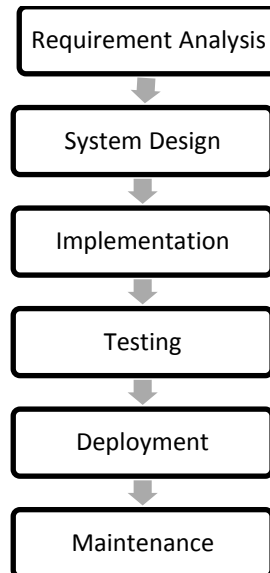 Requirement Analysis
System Design
Implementation
Testing
Deployment
Maintenance